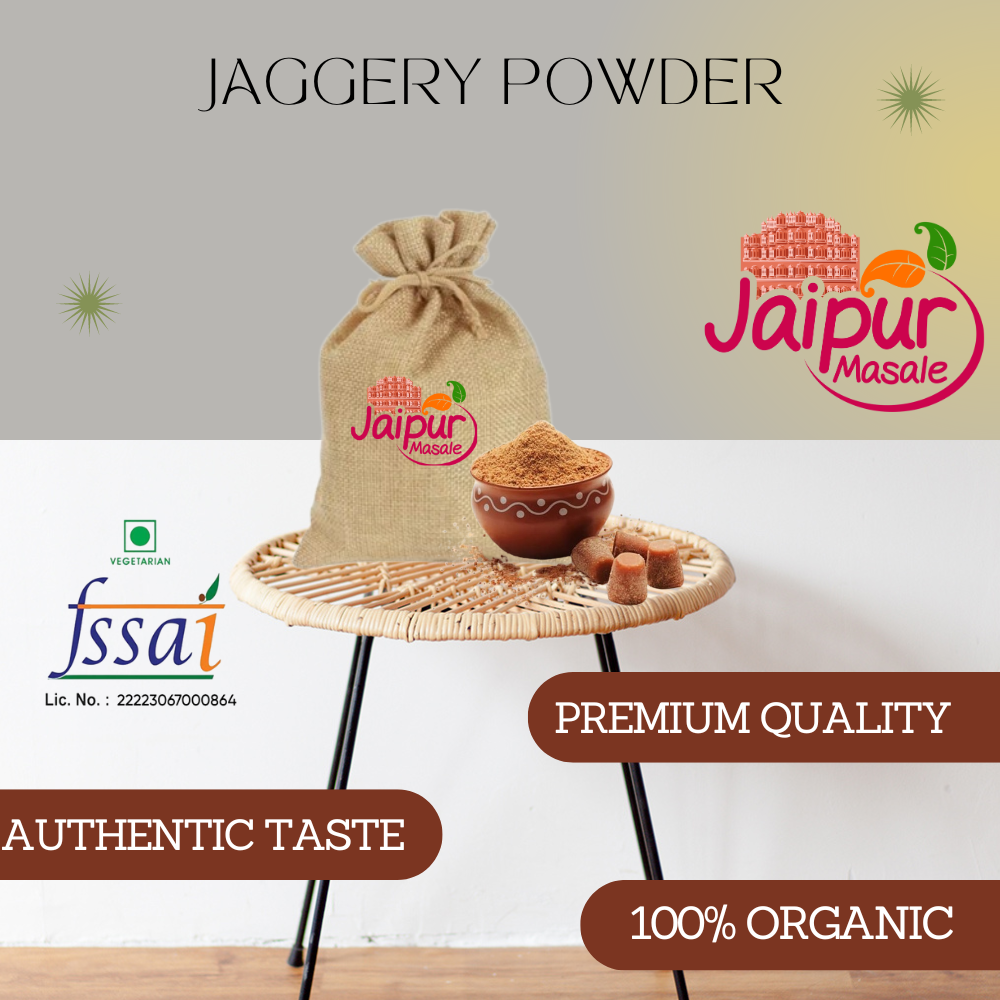 JAGGERY POWDER
Jaipur
Masale
Jaipur
Masale
VEGETARIAN
fssai
Lic. No. : 22223067000864
PREMIUM QUALITY
AUTHENTIC TASTE
100% ORGANIC